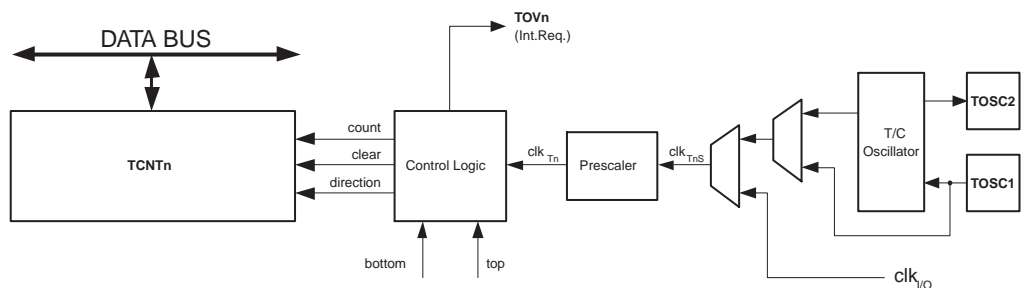 DATA BUS
TOVn
(Int.Req.)
TCNTn
count
clear
direction
Control Logic
bottom
top
clk Tn
Prescaler
clk TnS
T/C
Oscillator
TOSC2
TOSC1
clk I/O